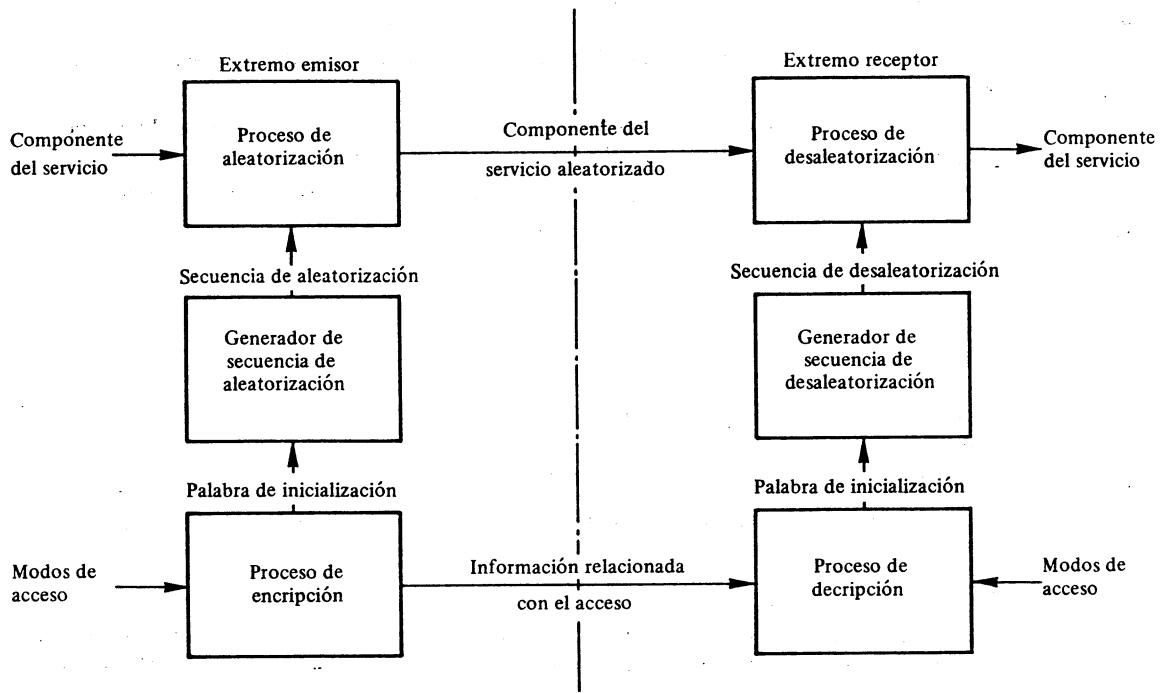 Extremo emisor
Extremo receptor
Componente
del servicio
Proceso de
aleatorización
Componente del
servicio aleatorizado
Proceso de
desaleatorización
Componente
del servicio
Secuencia de aleatorización
Secuencia de desaleatorización
Generador de
secuencia de
aleatorización
Generador de
secuencia de
desaleatorización
Palabra de inicialización
Palabra de inicialización
Modos de
acceso
Proceso de
encripción
Información relacionada
con el acceso
Proceso de
decripción
Modos de
acceso